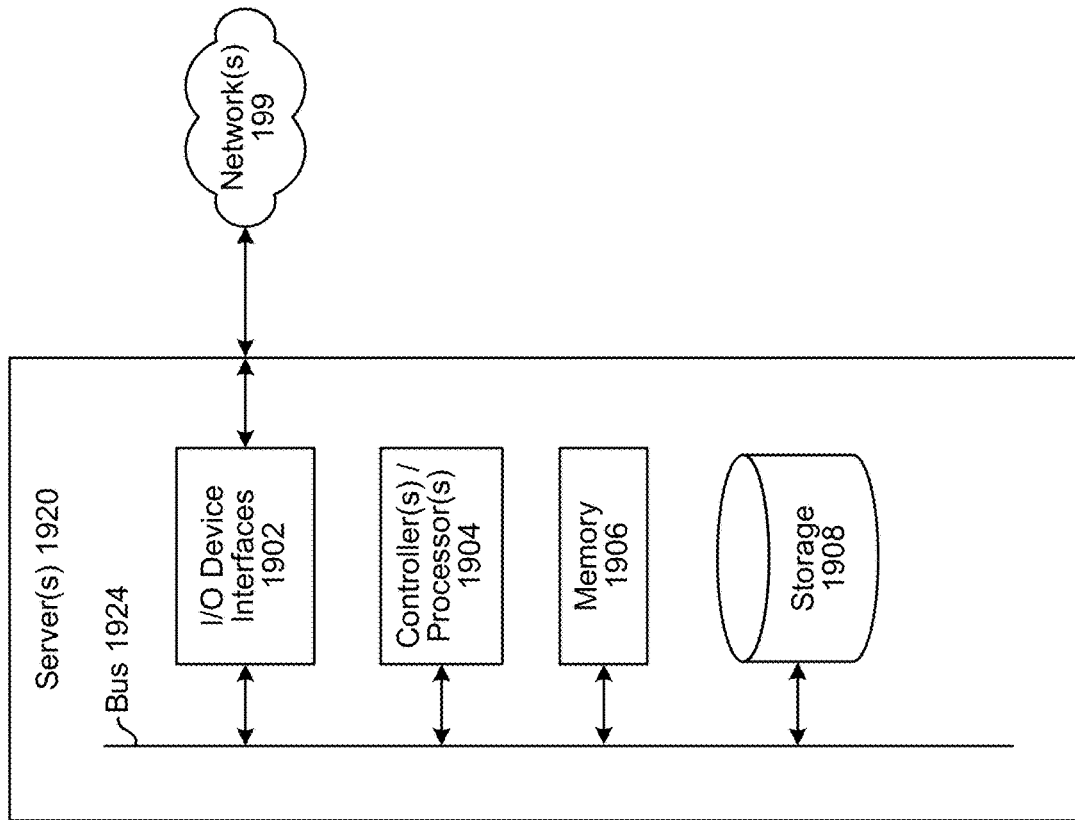 Server(s) 1920
Bus 1924
I/O Device
Interfaces
1902
Network(s)
199
Controller(s) /
Processor(s)
1904
Memory
1906
Storage
1908